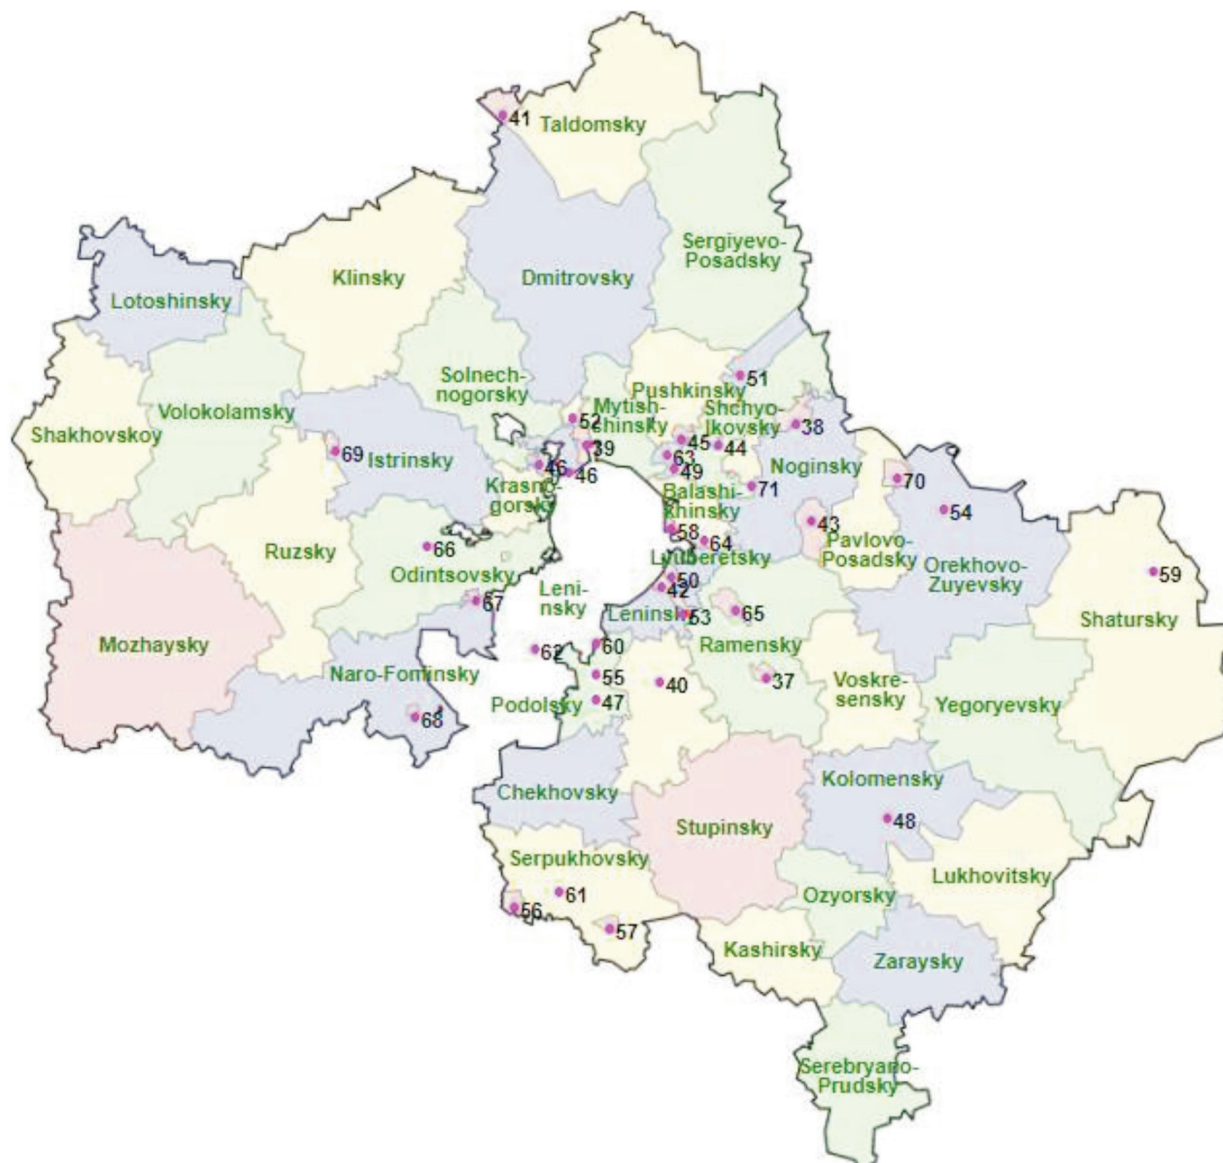 41
Taldomsky
Sergiyevo-
Posadsky
Klinsky
Dmitrovsky
Lotoshinsky
Solnech-
nogorsky
Pushkinsky
51
Volokolamsky
52
Mytish-
chinsky
Shchyo-
lkovsky
38
Shakhovskoy
69
Istrinsky
39
45
44
63
46
46
49
Noginsky
70
Krasno-
gorsky
Balashi-
khinsky
71
54
43
58
64
Pavlovo-
Posadsky
Ruzsky
66
Odintsovsky
Lyuberetsky
Orekhovo-
Zuyevsky
59
67
Leni-
nsky
50
42
Leninsky
53
65
Shatursky
Mozhaysky
62
60
Ramensky
Naro-Fominsky
55
40
37
Voskre-
sensky
Podolsky
47
Yegoryevsky
68
Chekhovsky
Kolomensky
48
Stupinsky
Serpukhovsky
Lukhovitsky
61
56
57
Ozyorsky
Kashirsky
Zaraysky
Serebryano-
Prudsky